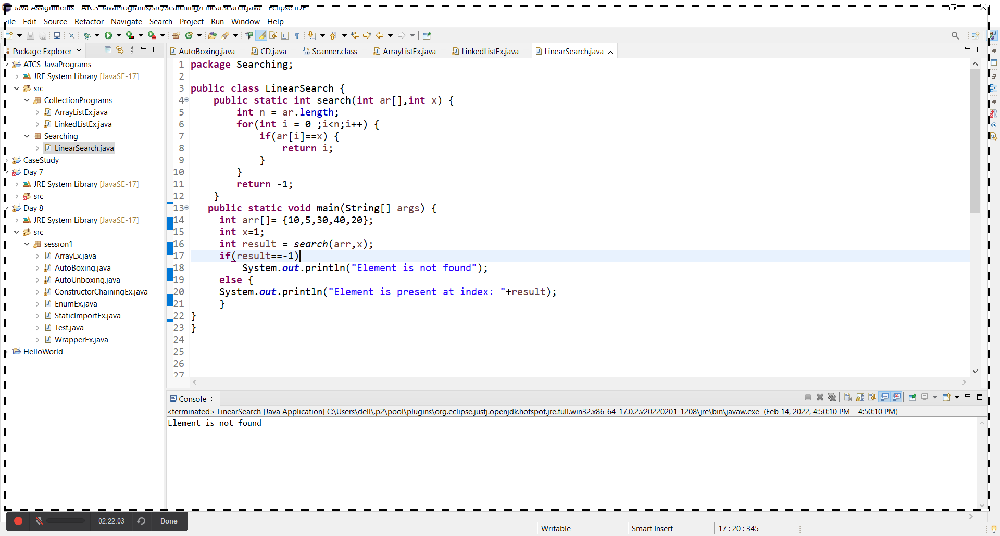 Java Assignments - ATCS_JavaPrograms/src/Searching/LinearSearch.java - Eclipse IDE
File Edit Source Refactor Navigate Search Project Run Window Help
Package Explorer
ATCS_JavaPrograms
JRE System Library [JavaSE-17]
src
CollectionPrograms
ArrayListEx.java
LinkedListEx.java
Searching
LinearSearch.java
CaseStudy
Day 7
JRE System Library [JavaSE-17]
src
Day 8
JRE System Library [JavaSE-17]
src
session1
ArrayEx.java
AutoBoxing.java
AutoUnboxing.java
ConstructorChainingEx.java
EnumEx.java
StaticImportEx.java
Test.java
WrapperEx.java
HelloWorld
AutoBoxing.java CD.java Scanner.class ArrayListEx.java LinkedListEx.java LinearSearch.java
1 package Searching;
2
3 public class LinearSearch {
4 public static int search(int ar[],int x) {
5 int n = ar.length;
6 for(int i = 0 ;i<n;i++) {
7 if(ar[i]==x) {
8 return i;
9 }
10 }
11 return -1;
12 }
13 public static void main(String[] args) {
14 int arr[]= {10,5,30,40,20};
15 int x=1;
16 int result = search(arr,x);
17 if(result==-1)
18 System.out.println("Element is not found");
19 else {
20 System.out.println("Element is present at index: "+result);
21 }
22 }
23 }
24
25
26
27
Console
<terminated> LinearSearch [Java Application] C:\Users\dell\.p2\pool\plugins\org.eclipse.justj.openjdk.hotspot.jre.full.win32.x86_64_17.0.2.v20220201-1208\jre\bin\javaw.exe (Feb 14, 2022, 4:50:10 PM – 4:50:10 PM)
Element is not found
02:22:03 Done
Writable Smart Insert 17 : 20 : 345